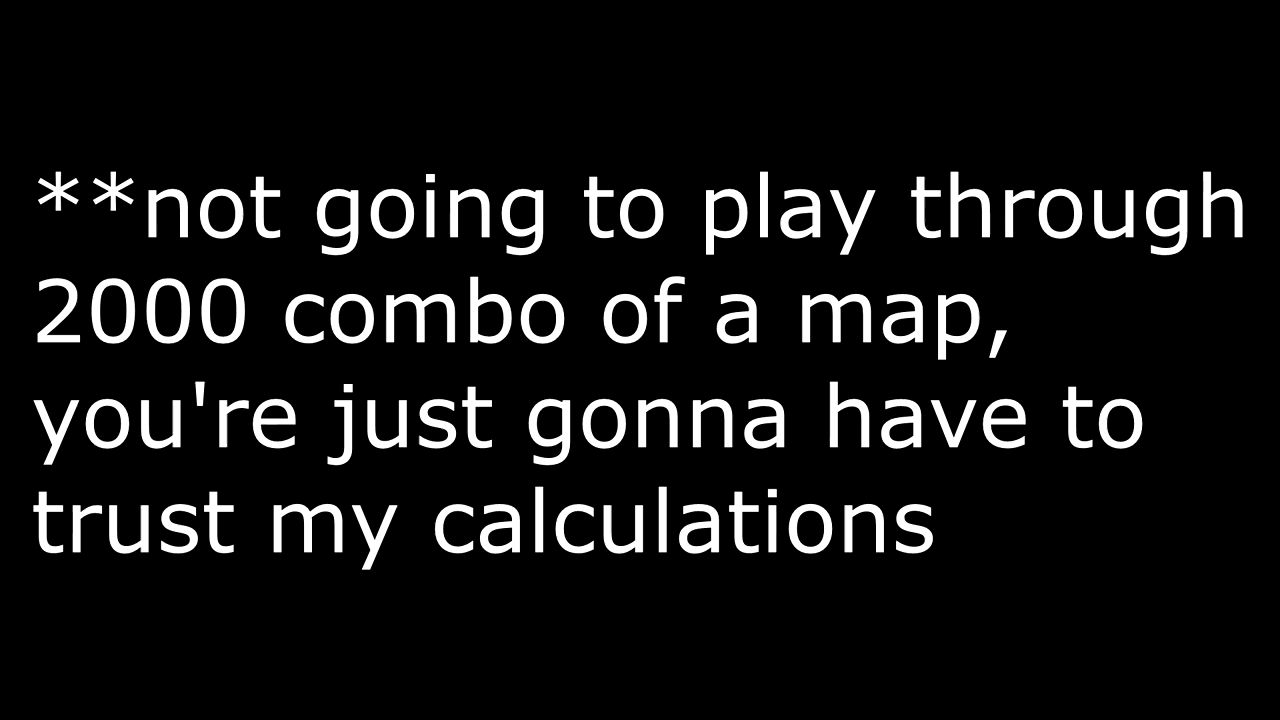 **not going to play through
2000 combo of a map,
you're just gonna have to
trust my calculations